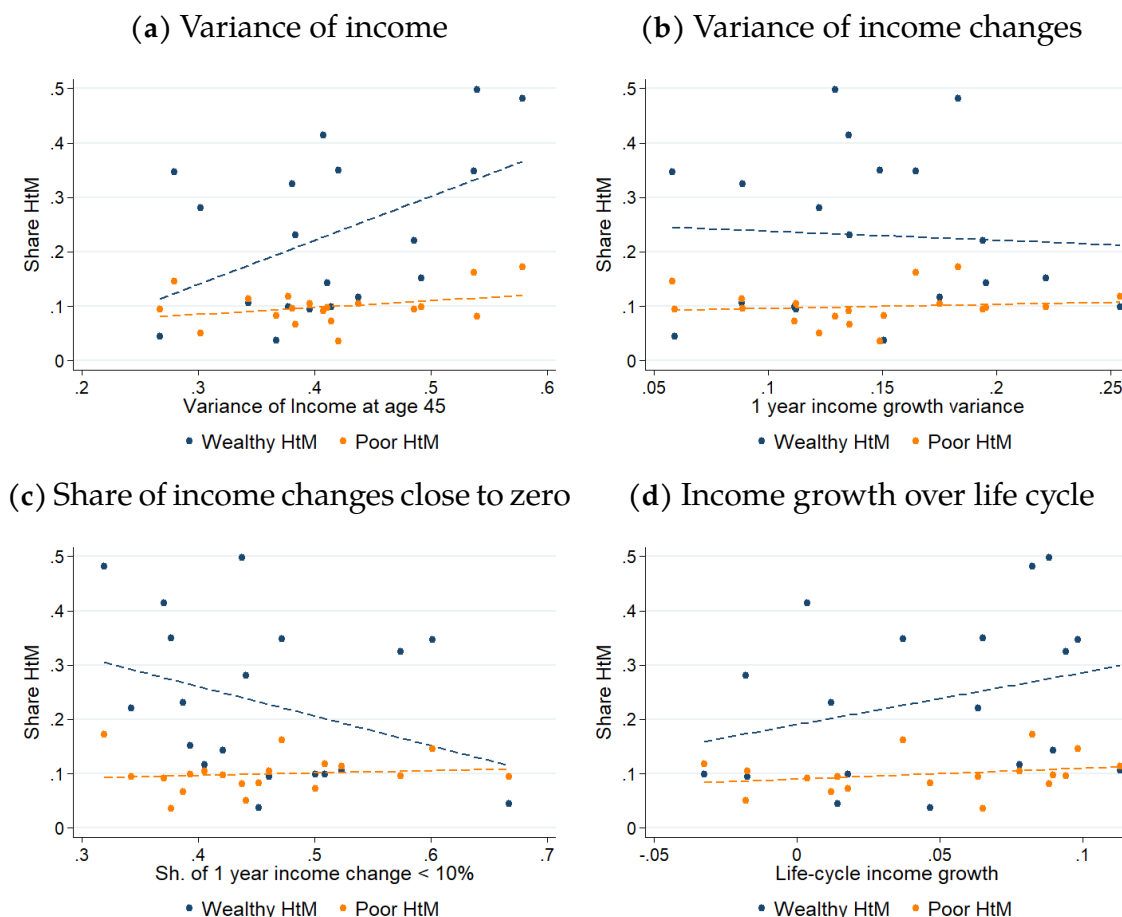 (a) Variance of income
(b) Variance of income changes
.5
.4
.3
.2
.1
0
Share HtM
.2 .3 .4 .5 .6
Variance of Income at age 45
Wealthy HtM Poor HtM
.5
.4
.3
.2
.1
0
Share HtM
.05 .1 .15 .2 .25
1 year income growth variance
Wealthy HtM Poor HtM
(c) Share of income changes close to zero
(d) Income growth over life cycle
.5
.4
.3
.2
.1
0
Share HtM
.3 .4 .5 .6 .7
Sh. of 1 year income change < 10%
Wealthy HtM Poor HtM
.5
.4
.3
.2
.1
0
Share HtM
-.05 0 .05 .1
Life-cycle income growth
Wealthy HtM Poor HtM